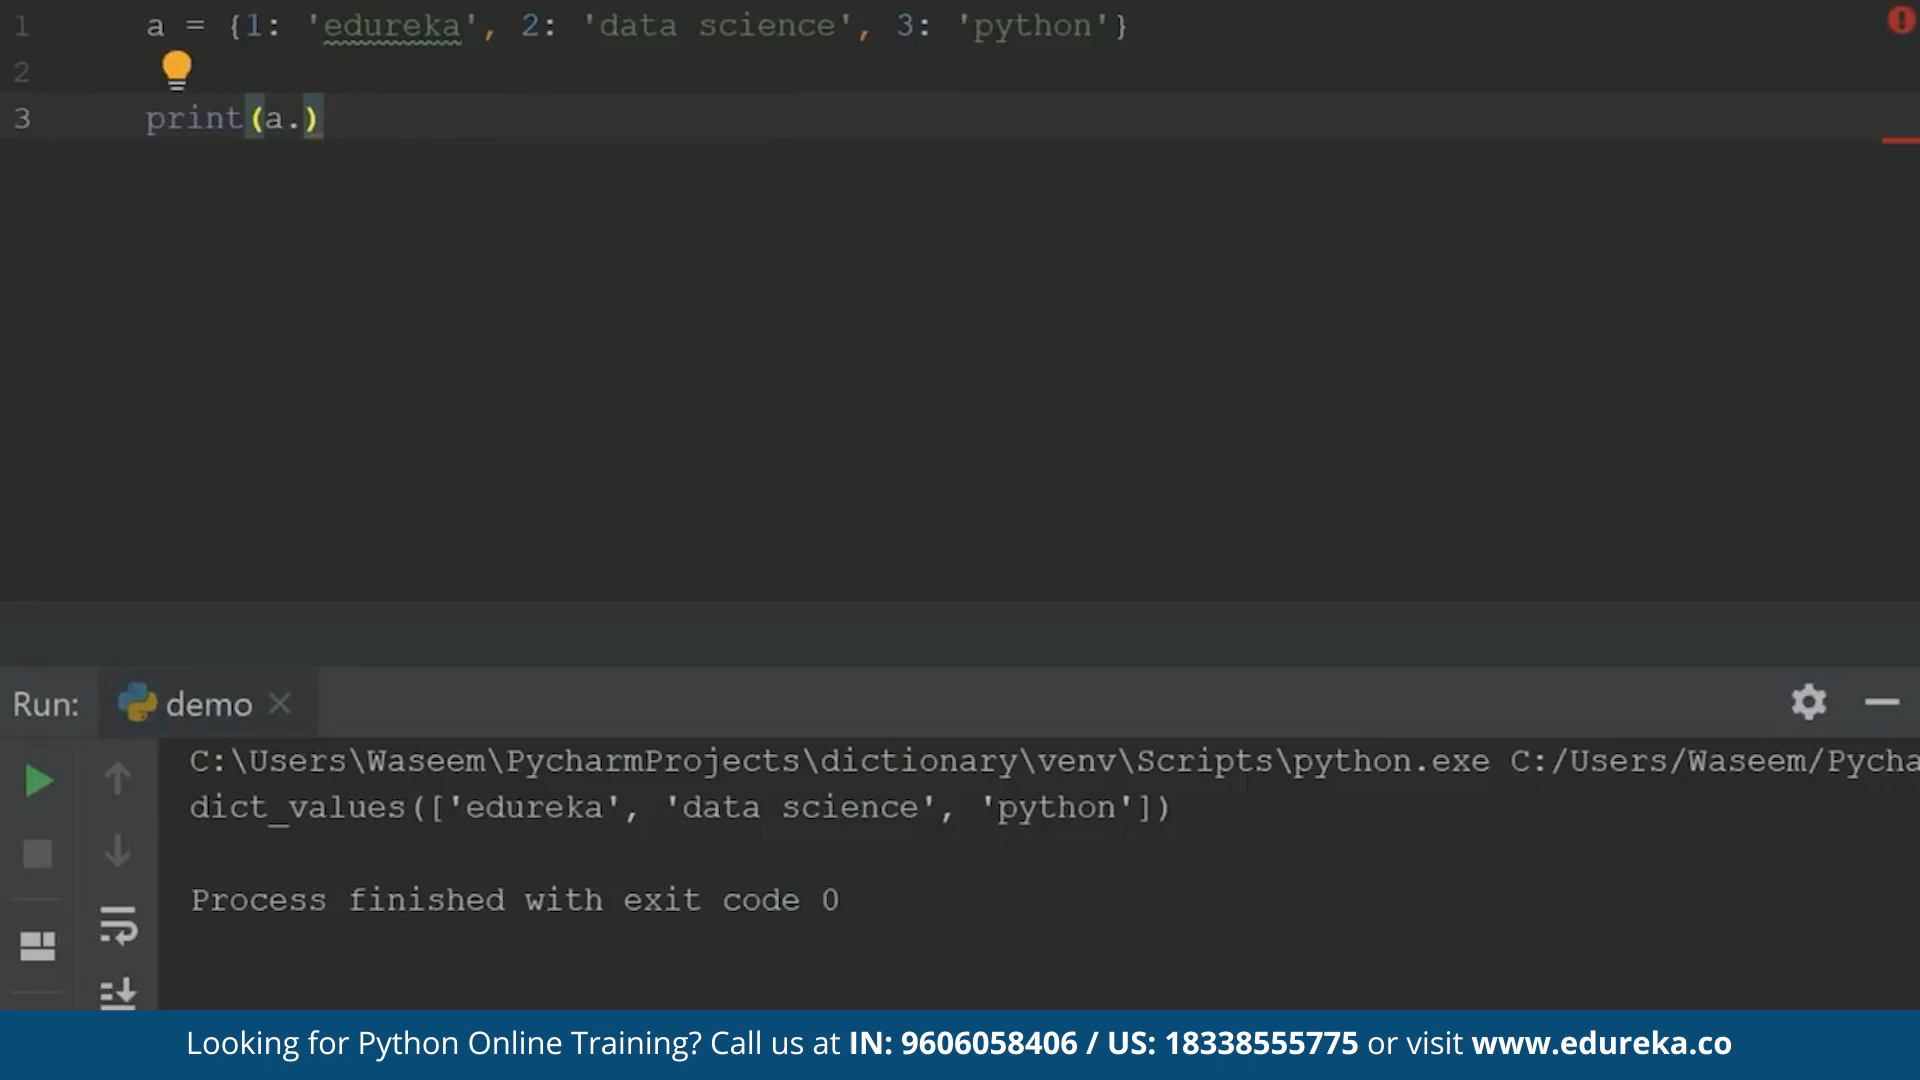 1 a = {1: 'edureka', 2: 'data science', 3: 'python'}
2
3 print(a.)
Run: demo
C:\Users\Waseem\PycharmProjects\dictionary\venv\Scripts\python.exe C:/Users/Waseem/Pycha
dict_values(['edureka', 'data science', 'python'])
Process finished with exit code 0
Looking for Python Online Training? Call us at IN: 9606058406 / US: 18338555775 or visit www.edureka.co